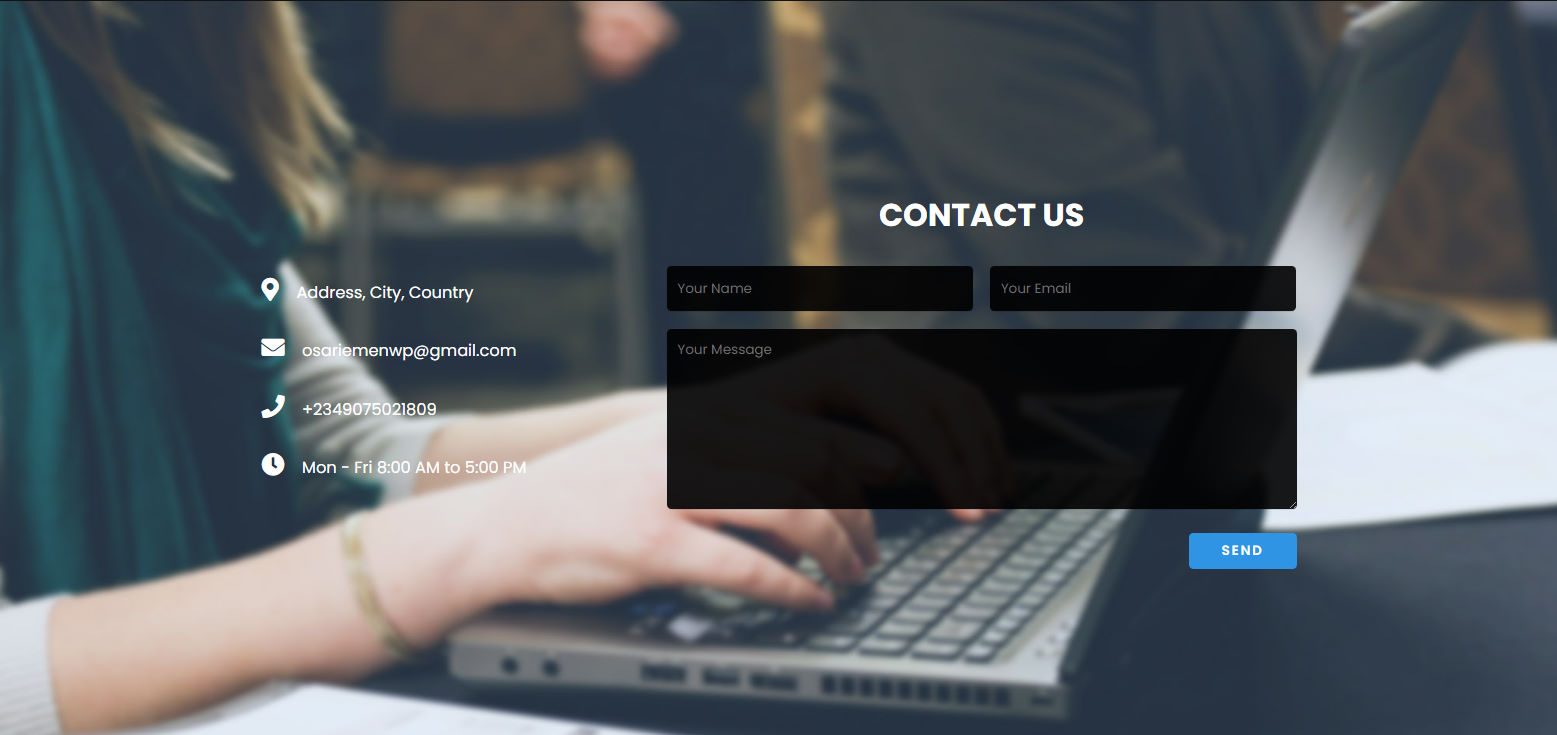 CONTACT US
Address, City, Country
osariemenwp@gmail.com
+2349075021809
Mon - Fri 8:00 AM to 5:00 PM
Your Name
Your Email
Your Message
SEND